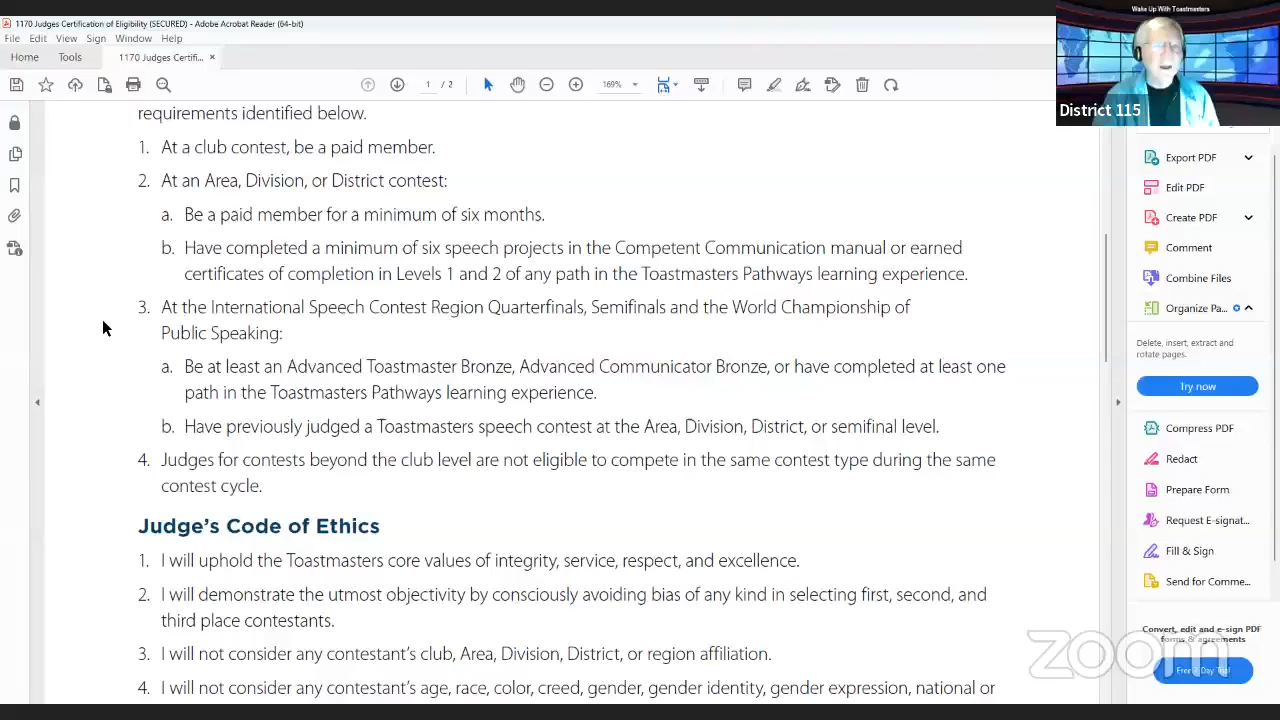 1170 Judges Certification of Eligibility (SECURED) - Adobe Acrobat Reader (64-bit)
Wake Up With Toastmasters
File Edit View Sign Window Help
Home Tools 1170 Judges Certifi... ×
1 / 2 169%
District 115
requirements identified below.
1. At a club contest, be a paid member.
2. At an Area, Division, or District contest:
a. Be a paid member for a minimum of six months.
b. Have completed a minimum of six speech projects in the Competent Communication manual or earned
certificates of completion in Levels 1 and 2 of any path in the Toastmasters Pathways learning experience.
3. At the International Speech Contest Region Quarterfinals, Semifinals and the World Championship of
Public Speaking:
a. Be at least an Advanced Toastmaster Bronze, Advanced Communicator Bronze, or have completed at least one
path in the Toastmasters Pathways learning experience.
b. Have previously judged a Toastmasters speech contest at the Area, Division, District, or semifinal level.
4. Judges for contests beyond the club level are not eligible to compete in the same contest type during the same
contest cycle.
Judge's Code of Ethics
1. I will uphold the Toastmasters core values of integrity, service, respect, and excellence.
2. I will demonstrate the utmost objectivity by consciously avoiding bias of any kind in selecting first, second, and
third place contestants.
3. I will not consider any contestant's club, Area, Division, District, or region affiliation.
4. I will not consider any contestant's age, race, color, creed, gender, gender identity, gender expression, national or
Export PDF
Edit PDF
Create PDF
Comment
Combine Files
Organize Pa...
Delete, insert, extract and
rotate pages.
Try now
Compress PDF
Redact
Prepare Form
Request E-signat...
Fill & Sign
Send for Comme...
Convert, edit and e-sign PDF
forms & agreements
Free 7-Day Trial
zoom